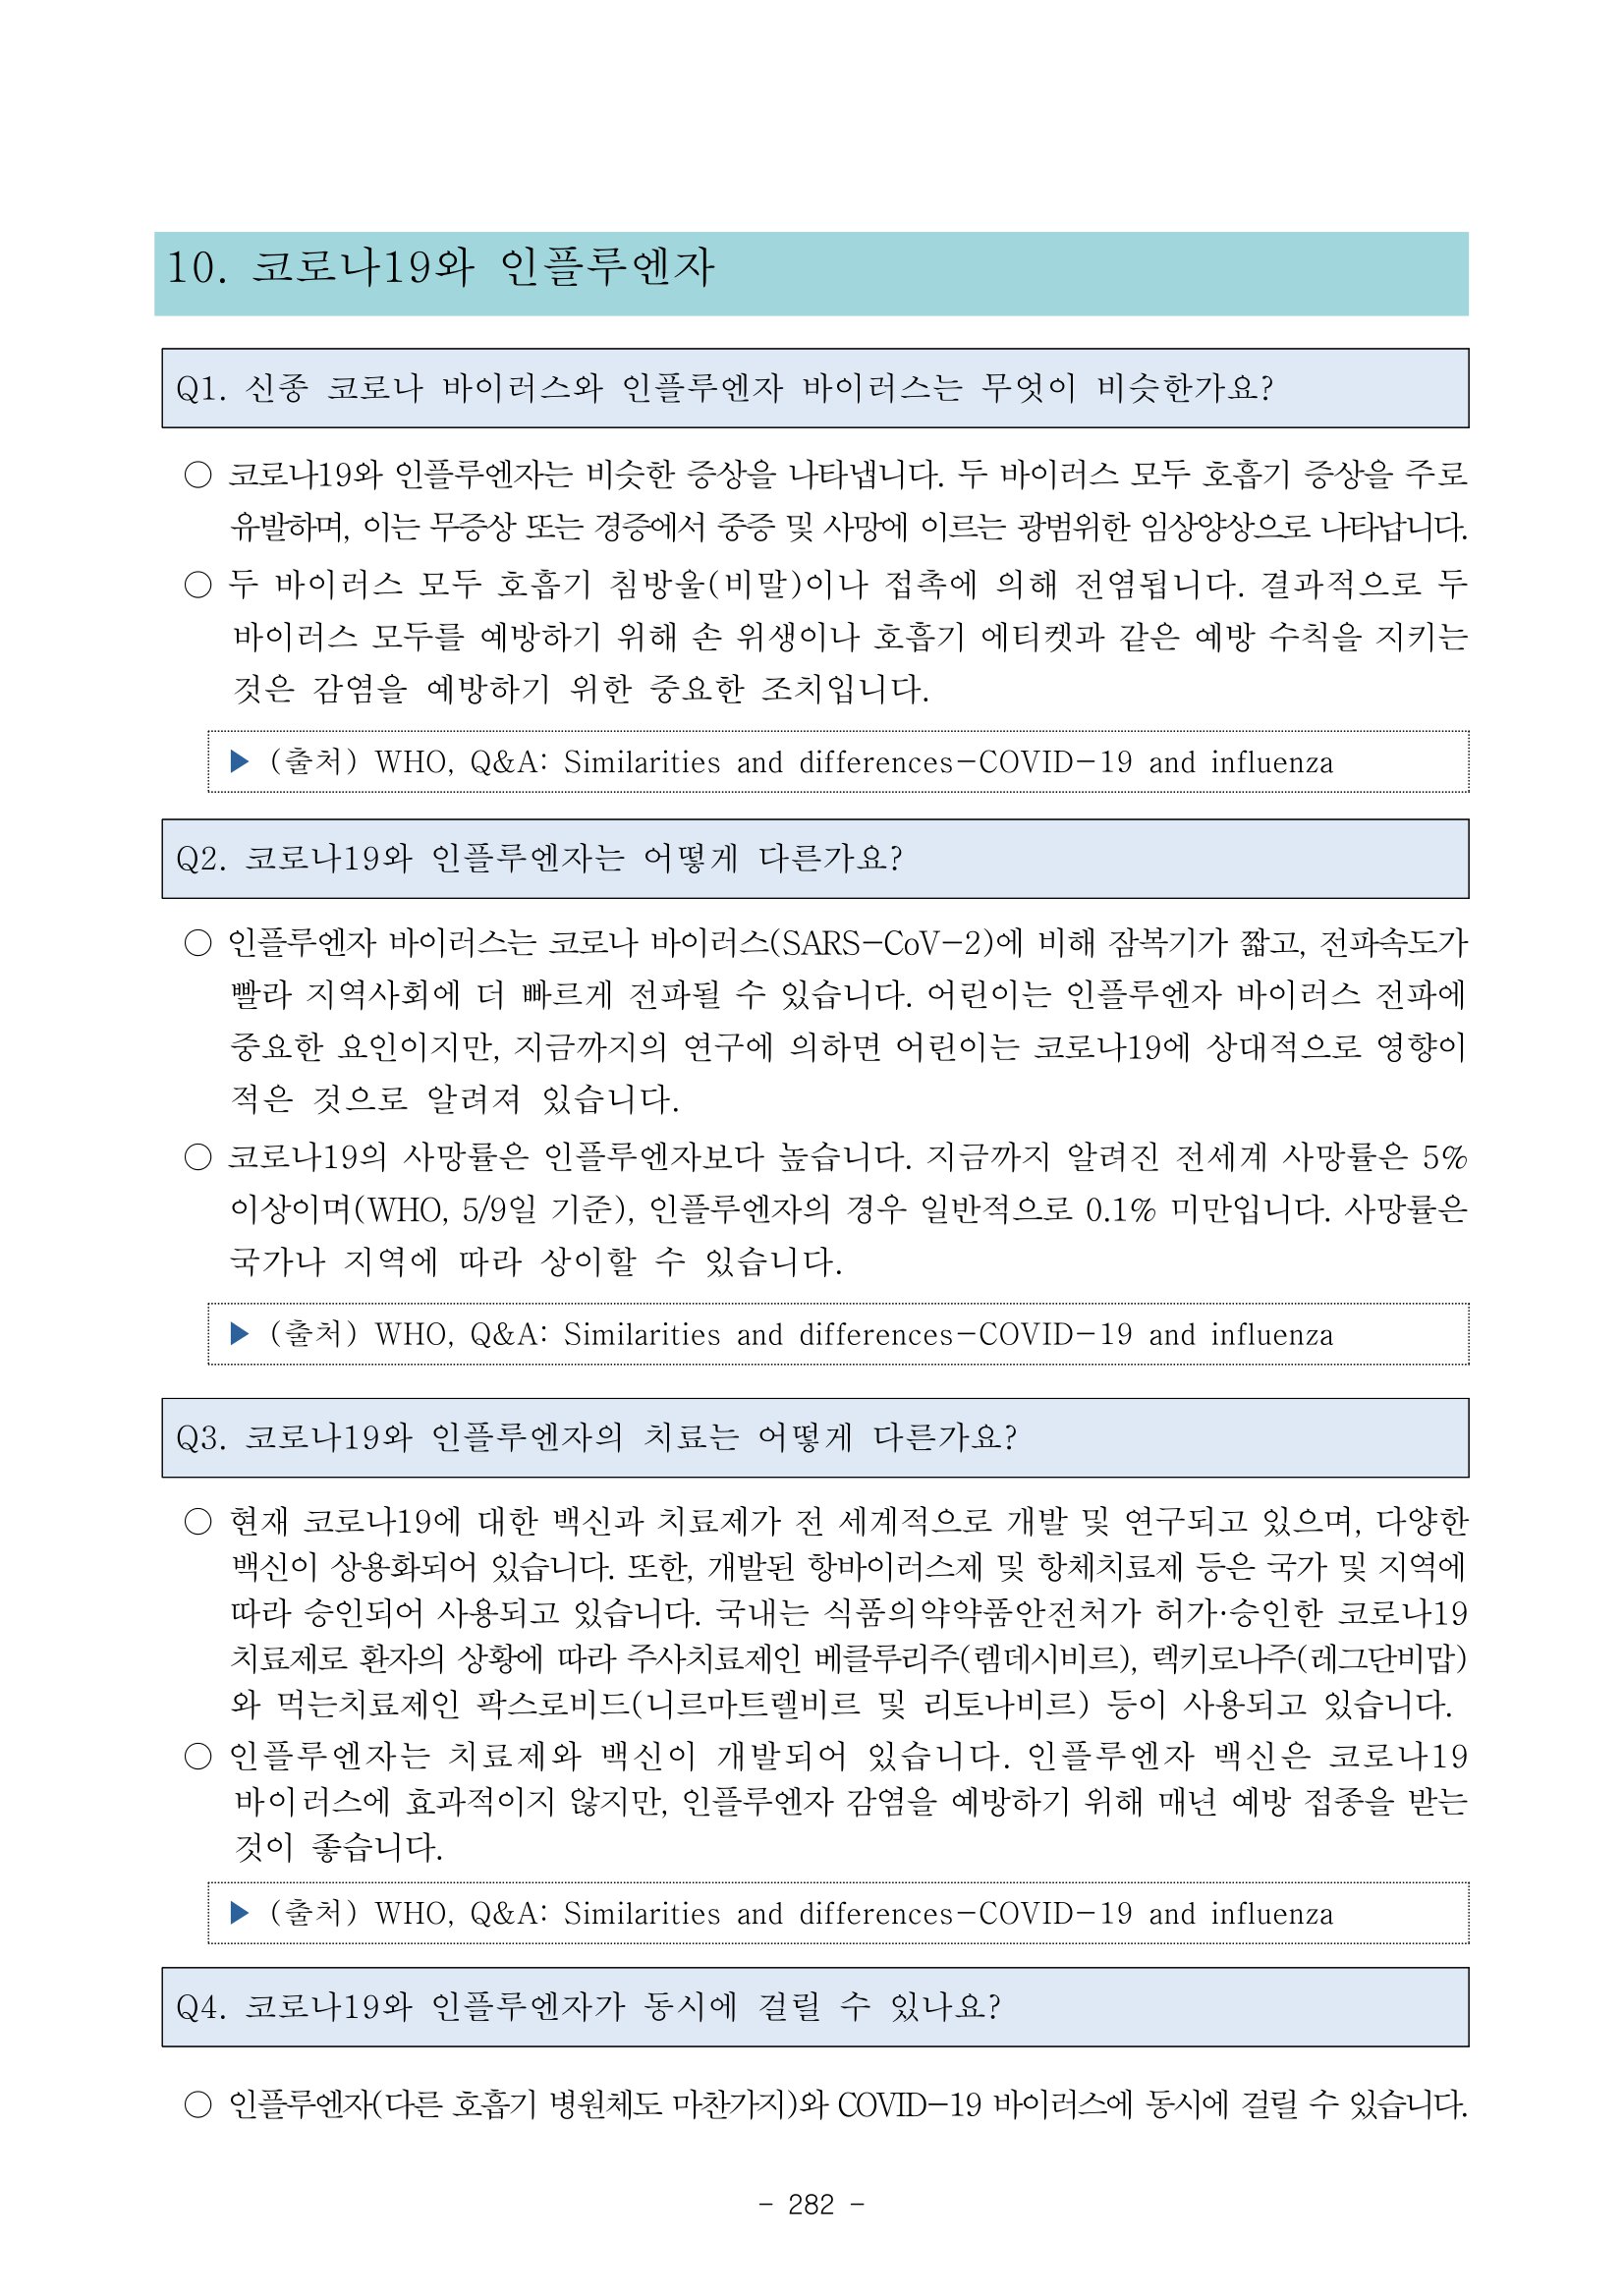 10. 코로나19와 인플루엔자
Q1. 신종 코로나 바이러스와 인플루엔자 바이러스는 무엇이 비슷한가요?
○ 코로나19와 인플루엔자는 비슷한 증상을 나타냅니다. 두 바이러스 모두 호흡기 증상을 주로
유발하며, 이는 무증상 또는 경증에서 중증 및 사망에 이르는 광범위한 임상양상으로 나타납니다.
○ 두 바이러스 모두 호흡기 침방울(비말)이나 접촉에 의해 전염됩니다. 결과적으로 두
바이러스 모두를 예방하기 위해 손 위생이나 호흡기 에티켓과 같은 예방 수칙을 지키는
것은 감염을 예방하기 위한 중요한 조치입니다.
▶ (출처) WHO, Q&A: Similarities and differences-COVID-19 and influenza
Q2. 코로나19와 인플루엔자는 어떻게 다른가요?
○ 인플루엔자 바이러스는 코로나 바이러스(SARS-CoV-2)에 비해 잠복기가 짧고, 전파속도가
빨라 지역사회에 더 빠르게 전파될 수 있습니다. 어린이는 인플루엔자 바이러스 전파에
중요한 요인이지만, 지금까지의 연구에 의하면 어린이는 코로나19에 상대적으로 영향이
적은 것으로 알려져 있습니다.
○ 코로나19의 사망률은 인플루엔자보다 높습니다. 지금까지 알려진 전세계 사망률은 5%
이상이며(WHO, 5/9일 기준), 인플루엔자의 경우 일반적으로 0.1% 미만입니다. 사망률은
국가나 지역에 따라 상이할 수 있습니다.
▶ (출처) WHO, Q&A: Similarities and differences-COVID-19 and influenza
Q3. 코로나19와 인플루엔자의 치료는 어떻게 다른가요?
○ 현재 코로나19에 대한 백신과 치료제가 전 세계적으로 개발 및 연구되고 있으며, 다양한
백신이 상용화되어 있습니다. 또한, 개발된 항바이러스제 및 항체치료제 등은 국가 및 지역에
따라 승인되어 사용되고 있습니다. 국내는 식품의약약품안전처가 허가·승인한 코로나19
치료제로 환자의 상황에 따라 주사치료제인 베클루리주(렘데시비르), 렉키로나주(레그단비맙)
와 먹는치료제인 팍스로비드(니르마트렐비르 및 리토나비르) 등이 사용되고 있습니다.
○ 인플루엔자는 치료제와 백신이 개발되어 있습니다. 인플루엔자 백신은 코로나19
바이러스에 효과적이지 않지만, 인플루엔자 감염을 예방하기 위해 매년 예방 접종을 받는
것이 좋습니다.
▶ (출처) WHO, Q&A: Similarities and differences-COVID-19 and influenza
Q4. 코로나19와 인플루엔자가 동시에 걸릴 수 있나요?
○ 인플루엔자(다른 호흡기 병원체도 마찬가지)와 COVID-19 바이러스에 동시에 걸릴 수 있습니다.
- 282 -